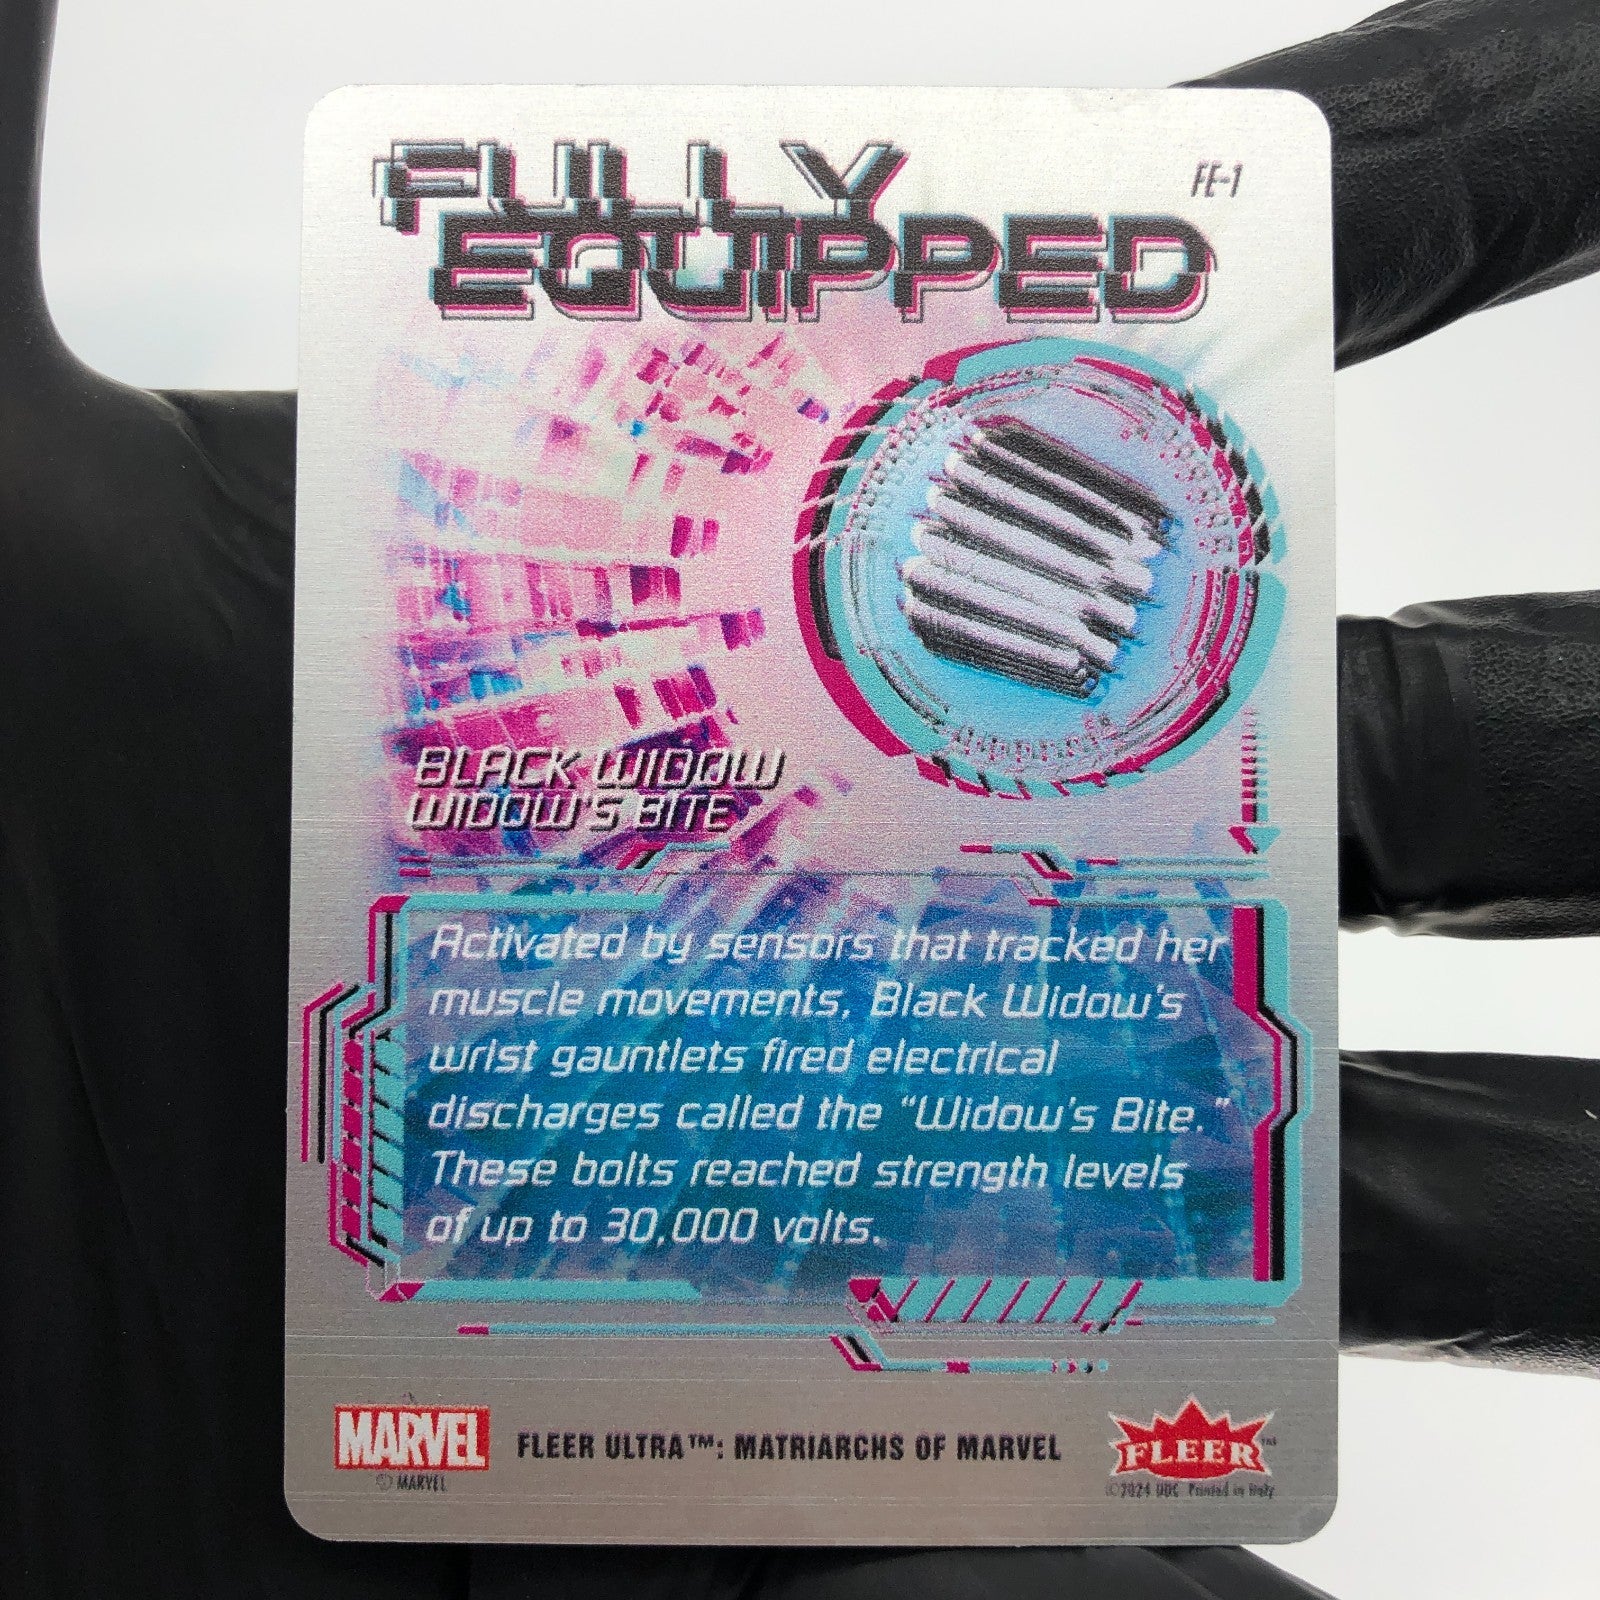 FULLY
EQUIPPED
FE-1
BLACK WIDOW
WIDOW'S BITE
Activated by sensors that tracked her
muscle movements, Black Widow's
wrist gauntlets fired electrical
discharges called the “Widow's Bite.”
These bolts reached strength levels
of up to 30,000 volts.
MARVEL
© MARVEL
FLEER ULTRA™: MATRIARCHS OF MARVEL
FLEER™
©2024 UDC Printed in Italy